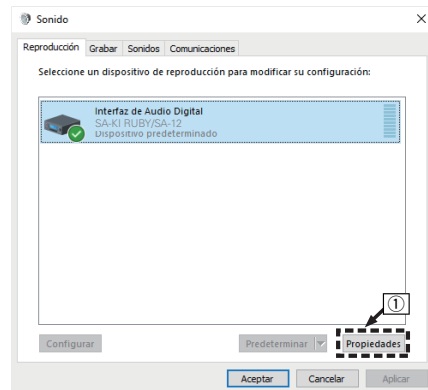 Sonido
Reproducción Grabar Sonidos Comunicaciones
Seleccione un dispositivo de reproducción para modificar su configuración:
Interfaz de Audio Digital
SA-KI RUBY/SA-12
Dispositivo predeterminado
①
Configurar Predeterminar Propiedades
Aceptar Cancelar Aplicar